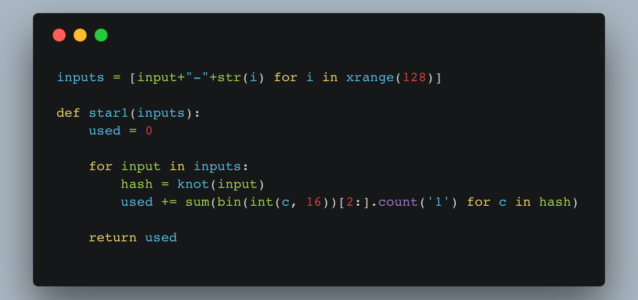 inputs = [input+"-"+str(i) for i in xrange(128)]
def star1(inputs):
    used = 0
    for input in inputs:
        hash = knot(input)
        used += sum(bin(int(c, 16))[2:].count('1') for c in hash)
    return used